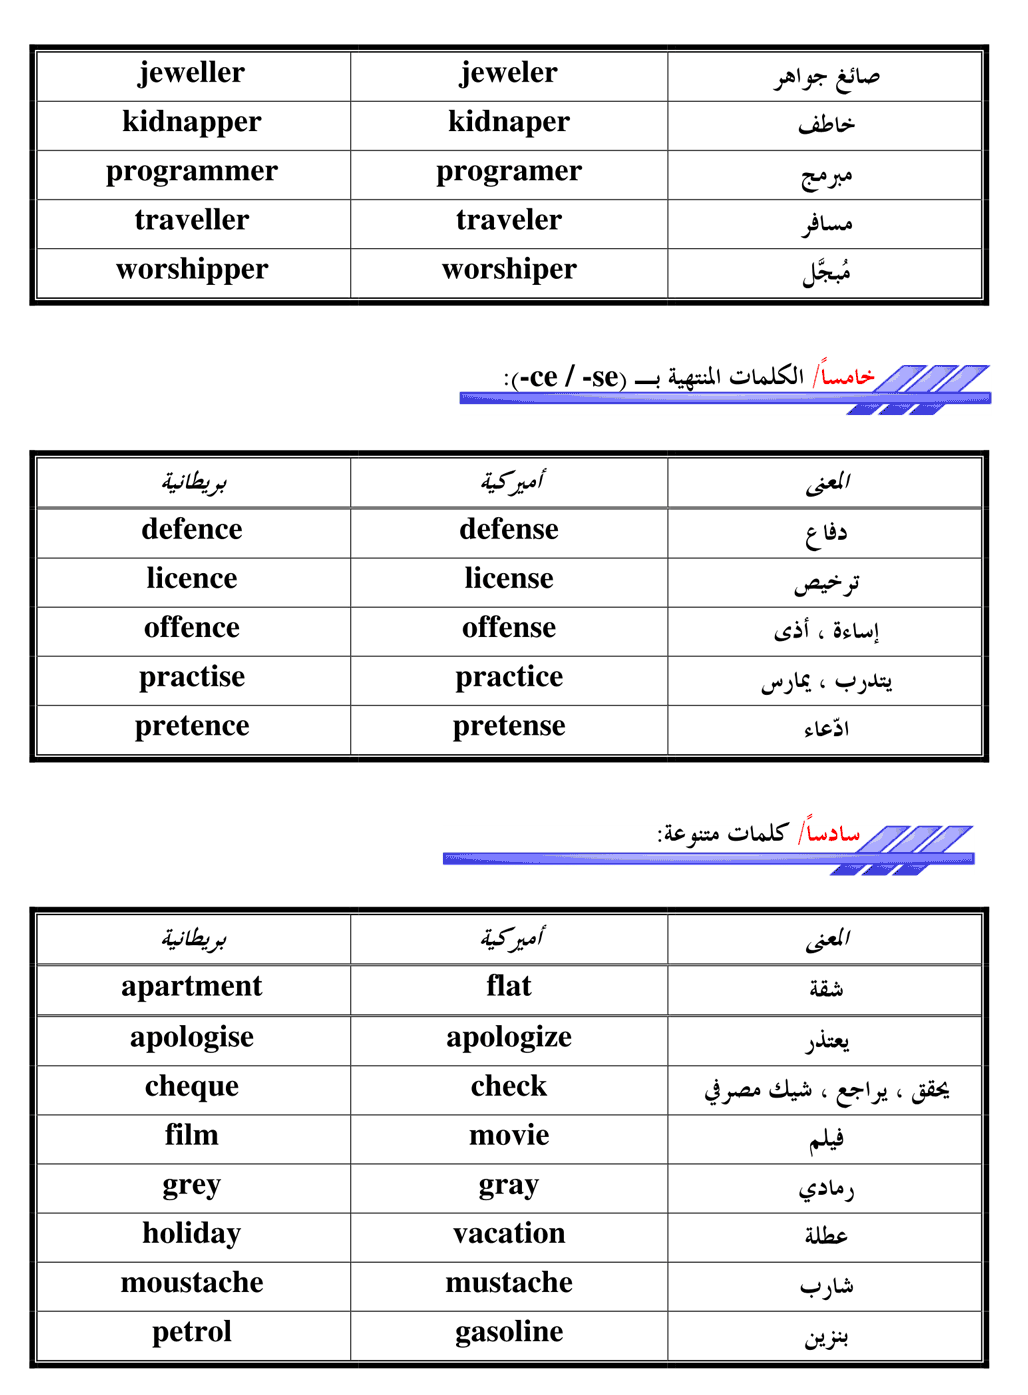 jeweller jeweler صائغ جواهر
kidnapper kidnaper خاطف
programmer programer مبرمج
traveller traveler مسافر
worshipper worshiper مُبجَّل
خامساً/ الكلمات المنتهية بـــ (-ce / -se):
بريطانية أميركية المعنى
defence defense دفاع
licence license ترخيص
offence offense إساءة ، أذى
practise practice يتدرب ، يمارس
pretence pretense ادّعاء
سادساً/ كلمات متنوعة:
بريطانية أميركية المعنى
apartment flat شقة
apologise apologize يعتذر
cheque check يحقق ، يراجع ، شيك مصرفي
film movie فيلم
grey gray رمادي
holiday vacation عطلة
moustache mustache شارب
petrol gasoline بنزين